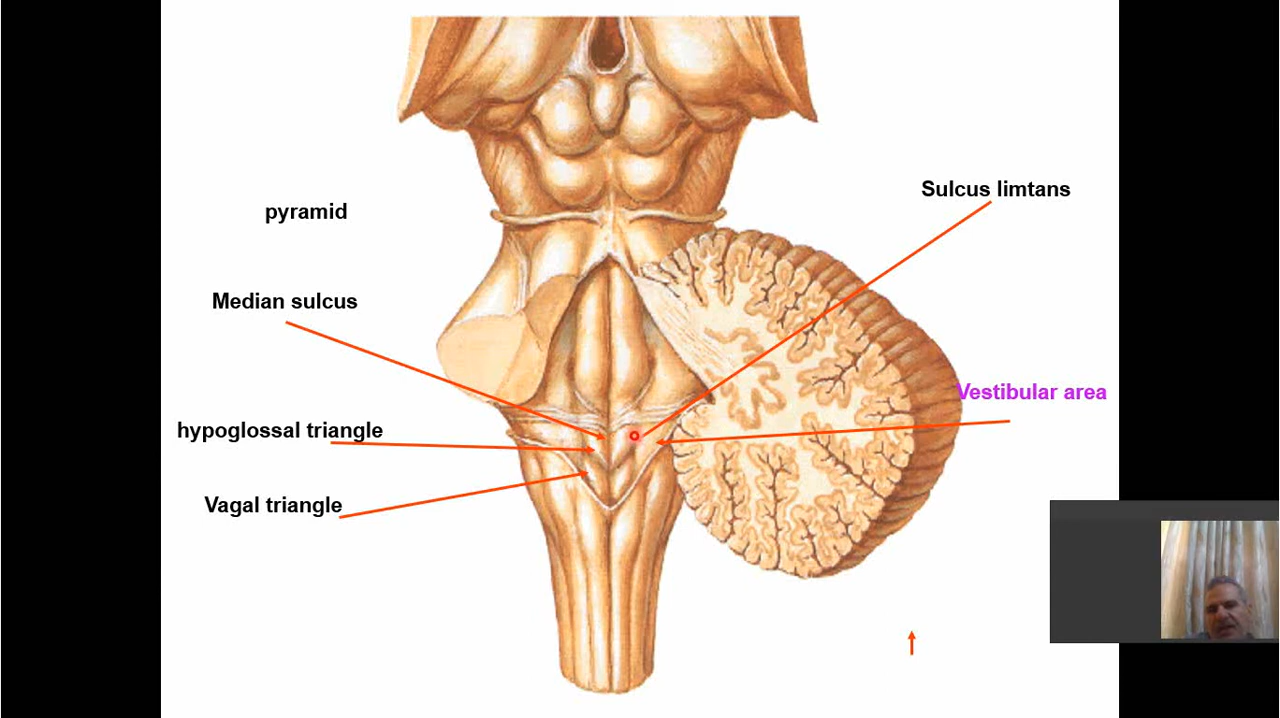 pyramid
Sulcus limtans
Median sulcus
Vestibular area
hypoglossal triangle
Vagal triangle